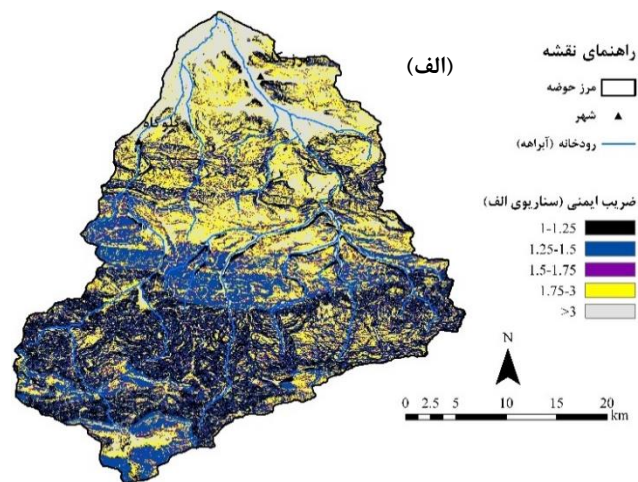 (الف)
راهنمای نقشه
مرز حوضه
شهر
رودخانه (آبراهه)
ضریب ایمنی (سناریوی الف)
1-1.25
1.25-1.5
1.5-1.75
1.75-3
>3
N
0 2.5 5 10 15 20
km